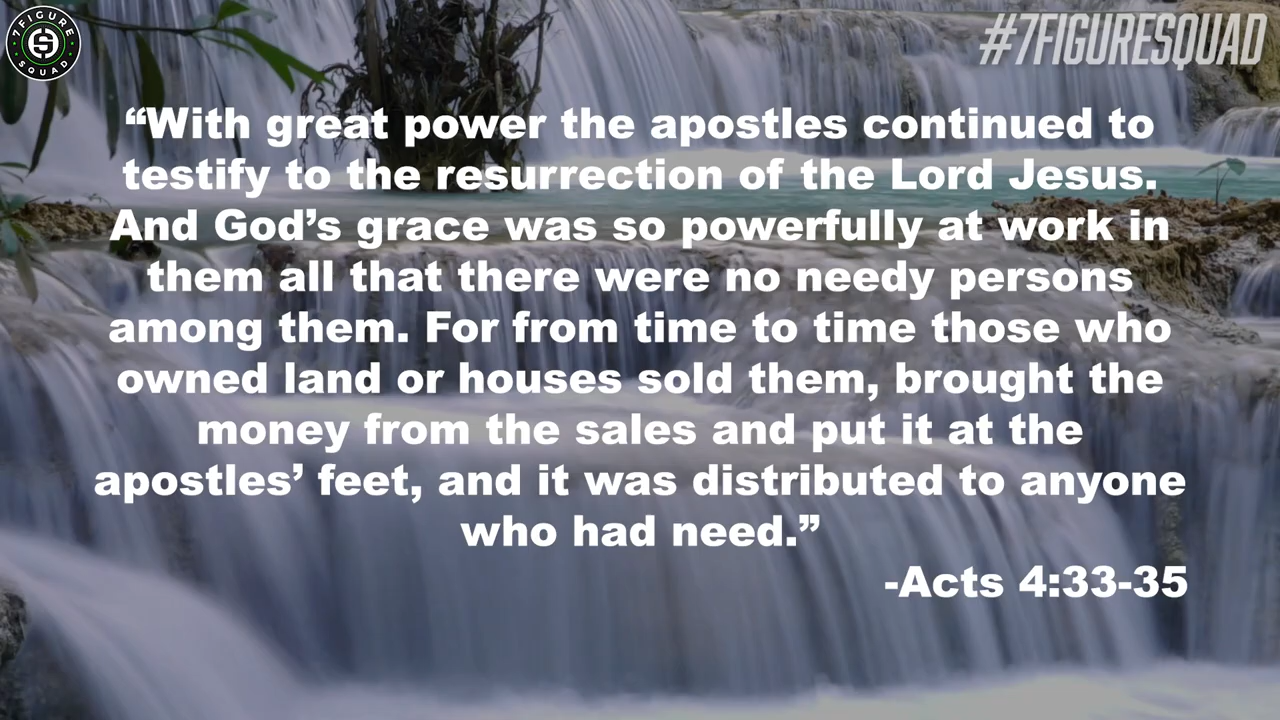 7FIGURE
SQUAD
#7FIGURESQUAD
“With great power the apostles continued to
testify to the resurrection of the Lord Jesus.
And God’s grace was so powerfully at work in
them all that there were no needy persons
among them. For from time to time those who
owned land or houses sold them, brought the
money from the sales and put it at the
apostles’ feet, and it was distributed to anyone
who had need.”
-Acts 4:33-35